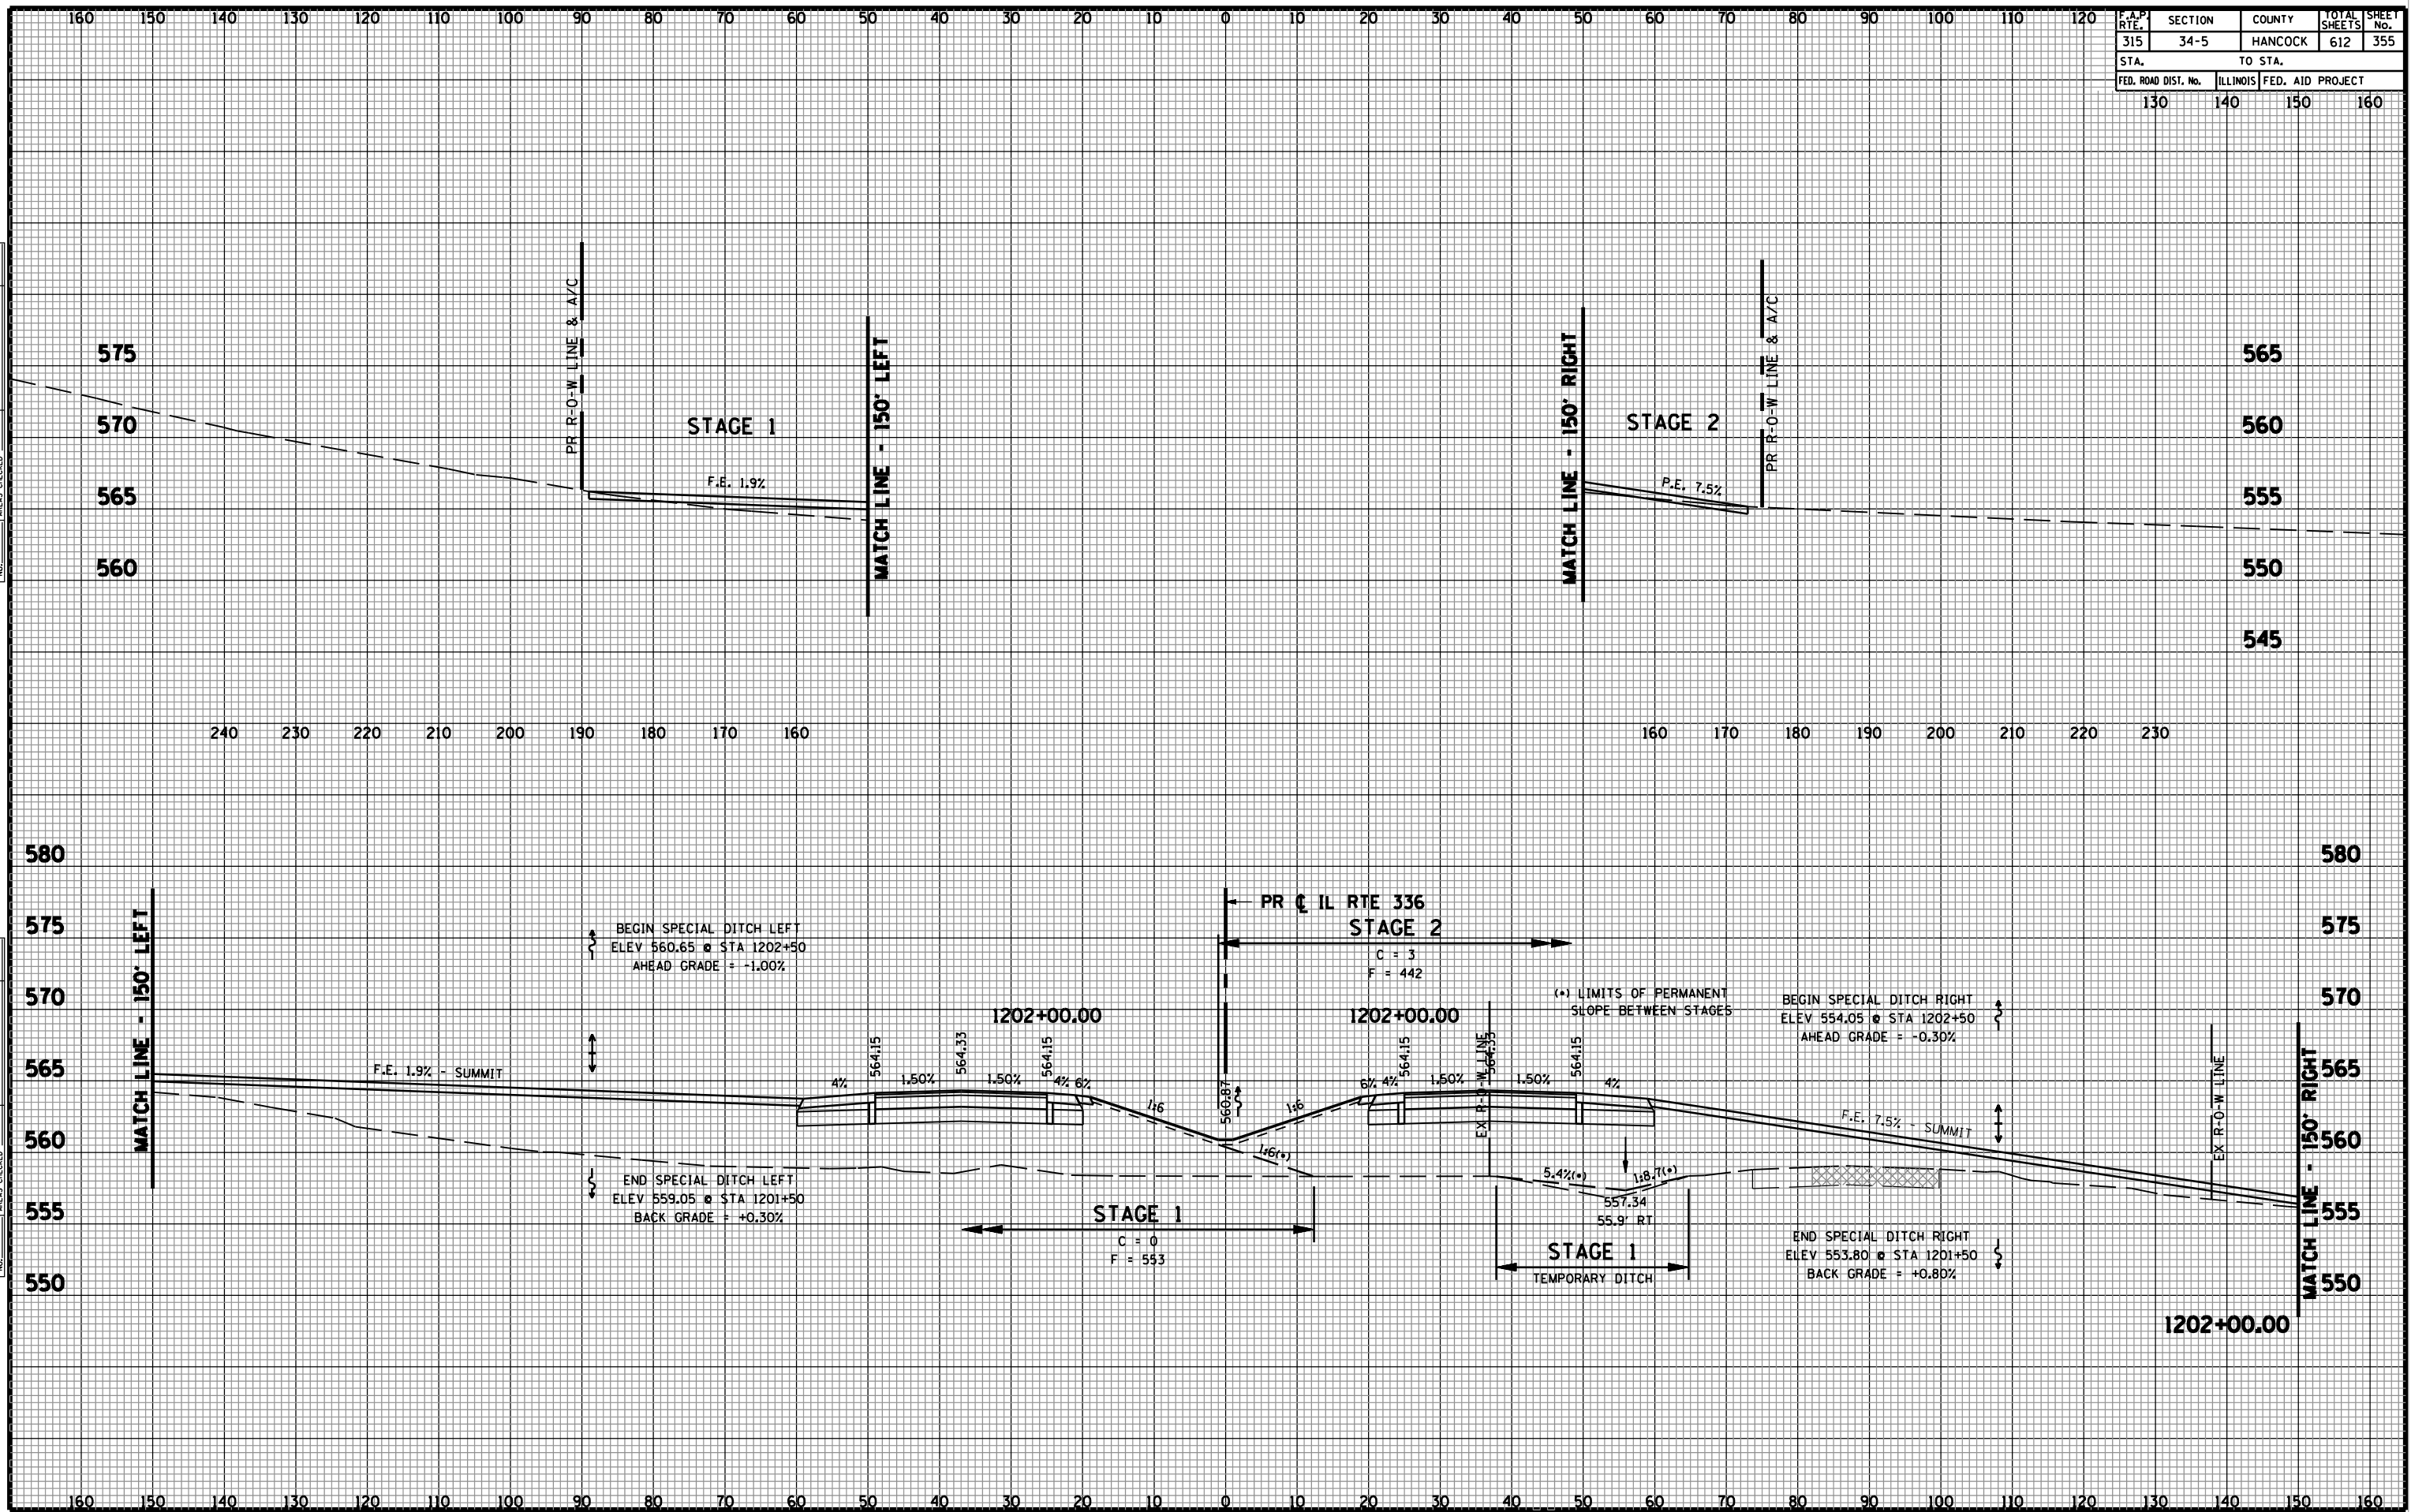 160 150 140 130 120 110 100 90 80 70 60 50 40 30 20 10 0 10 20 30 40 50 60 70 80 90 100 110 120
F.A.P. RTE. SECTION COUNTY TOTAL SHEETS SHEET No.
315 34-5 HANCOCK 612 355
STA. TO STA.
FED. ROAD DIST. No. ILLINOIS FED. AID PROJECT
130 140 150 160
PR R-O-W LINE & A/C
MATCH LINE - 150' LEFT
MATCH LINE - 150' RIGHT
PR R-O-W LINE & A/C
575 565
570 STAGE 1 STAGE 2 560
565 F.E. 1.9% P.E. 7.5% 555
560 550
545
240 230 220 210 200 190 180 170 160 160 170 180 190 200 210 220 230
580 580
575 575
570 570
565 565
560 560
555 555
550 550
MATCH LINE - 150' LEFT
BEGIN SPECIAL DITCH LEFT
ELEV 560.65 @ STA 1202+50
AHEAD GRADE = -1.00%
PR ℄ IL RTE 336
STAGE 2
C = 3
F = 442
(*) LIMITS OF PERMANENT
SLOPE BETWEEN STAGES
BEGIN SPECIAL DITCH RIGHT
ELEV 554.05 @ STA 1202+50
AHEAD GRADE = -0.30%
1202+00.00 1202+00.00
564.15 564.33 564.15 560.87 564.15 564.33 564.15
EX R-O-W LINE
EX R-O-W LINE
F.E. 1.9% - SUMMIT
4% 1.50% 1.50% 4% 6% 1:6 1:6 6% 4% 1.50% 1.50% 4%
F.E. 7.5% - SUMMIT
1:6(*)
5.4%(*) 1:8.7(*)
557.34
55.9' RT
END SPECIAL DITCH LEFT
ELEV 559.05 @ STA 1201+50
BACK GRADE = +0.30%
STAGE 1
C = 0
F = 553
STAGE 1
TEMPORARY DITCH
END SPECIAL DITCH RIGHT
ELEV 553.80 @ STA 1201+50
BACK GRADE = +0.80%
MATCH LINE - 150' RIGHT
1202+00.00
160 150 140 130 120 110 100 90 80 70 60 50 40 30 20 10 0 10 20 30 40 50 60 70 80 90 100 110 120 130 140 150 160